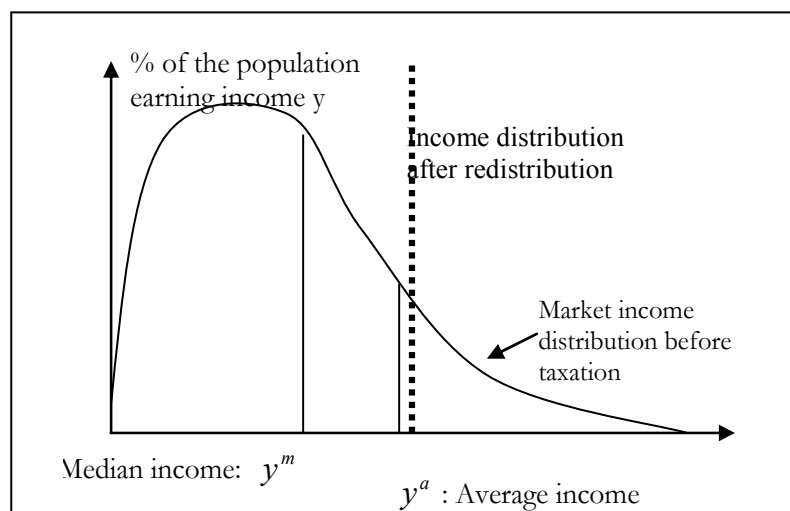 % of the population
earning income y
Income distribution
after redistribution
Market income
distribution before
taxation
Median income: y^m
y^a : Average income